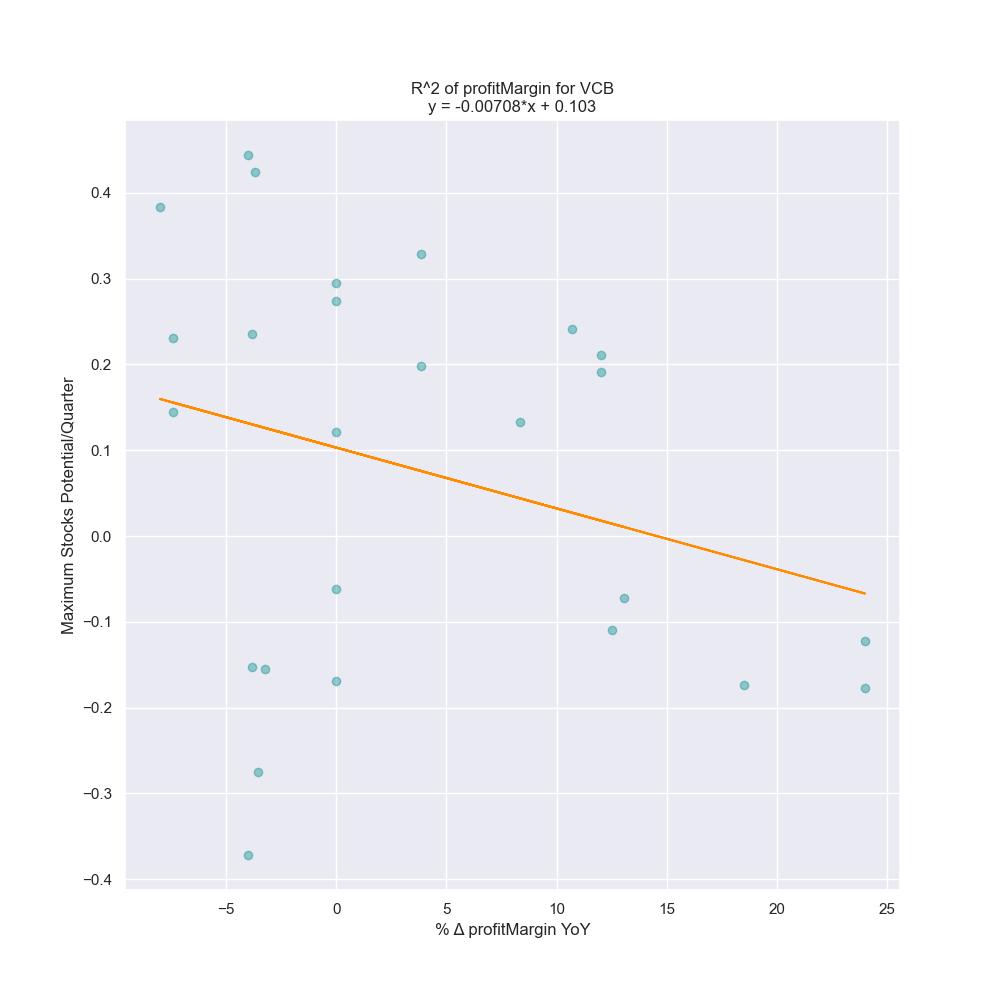 R^2 of profitMargin for VCB
y = -0.00708*x + 0.103
Maximum Stocks Potential/Quarter
0.4
0.3
0.2
0.1
0.0
−0.1
−0.2
−0.3
−0.4
−5 0 5 10 15 20 25
% Δ profitMargin YoY